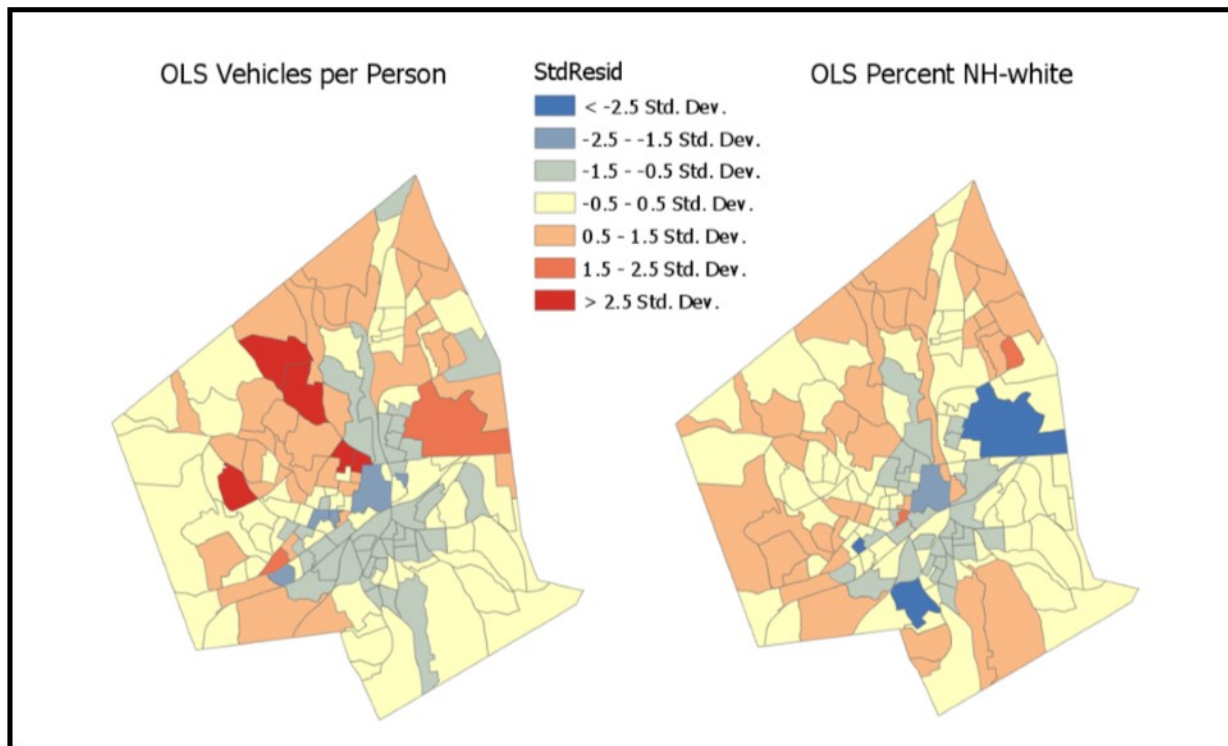 OLS Vehicles per Person
StdResid
< -2.5 Std. Dev.
-2.5 - -1.5 Std. Dev.
-1.5 - -0.5 Std. Dev.
-0.5 - 0.5 Std. Dev.
0.5 - 1.5 Std. Dev.
1.5 - 2.5 Std. Dev.
> 2.5 Std. Dev.
OLS Percent NH-white